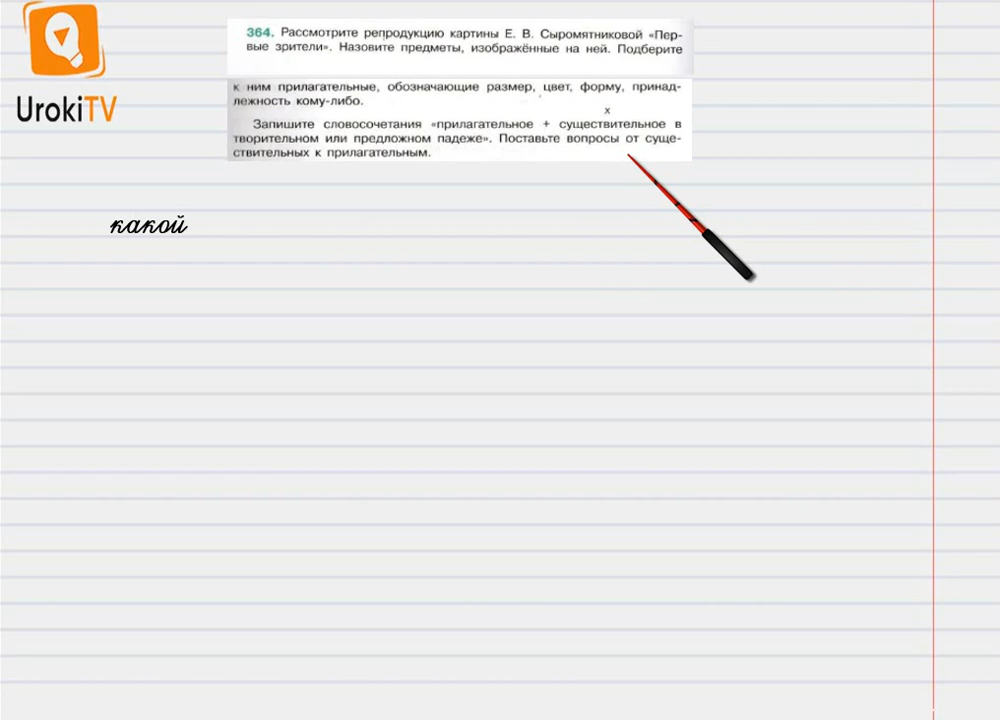 UrokiTV
364. Рассмотрите репродукцию картины Е. В. Сыромятниковой «Пер-
вые зрители». Назовите предметы, изображённые на ней. Подберите
к ним прилагательные, обозначающие размер, цвет, форму, принад-
лежность кому-либо.
х
Запишите словосочетания «прилагательное + существительное в
творительном или предложном падеже». Поставьте вопросы от суще-
ствительных к прилагательным.
какой